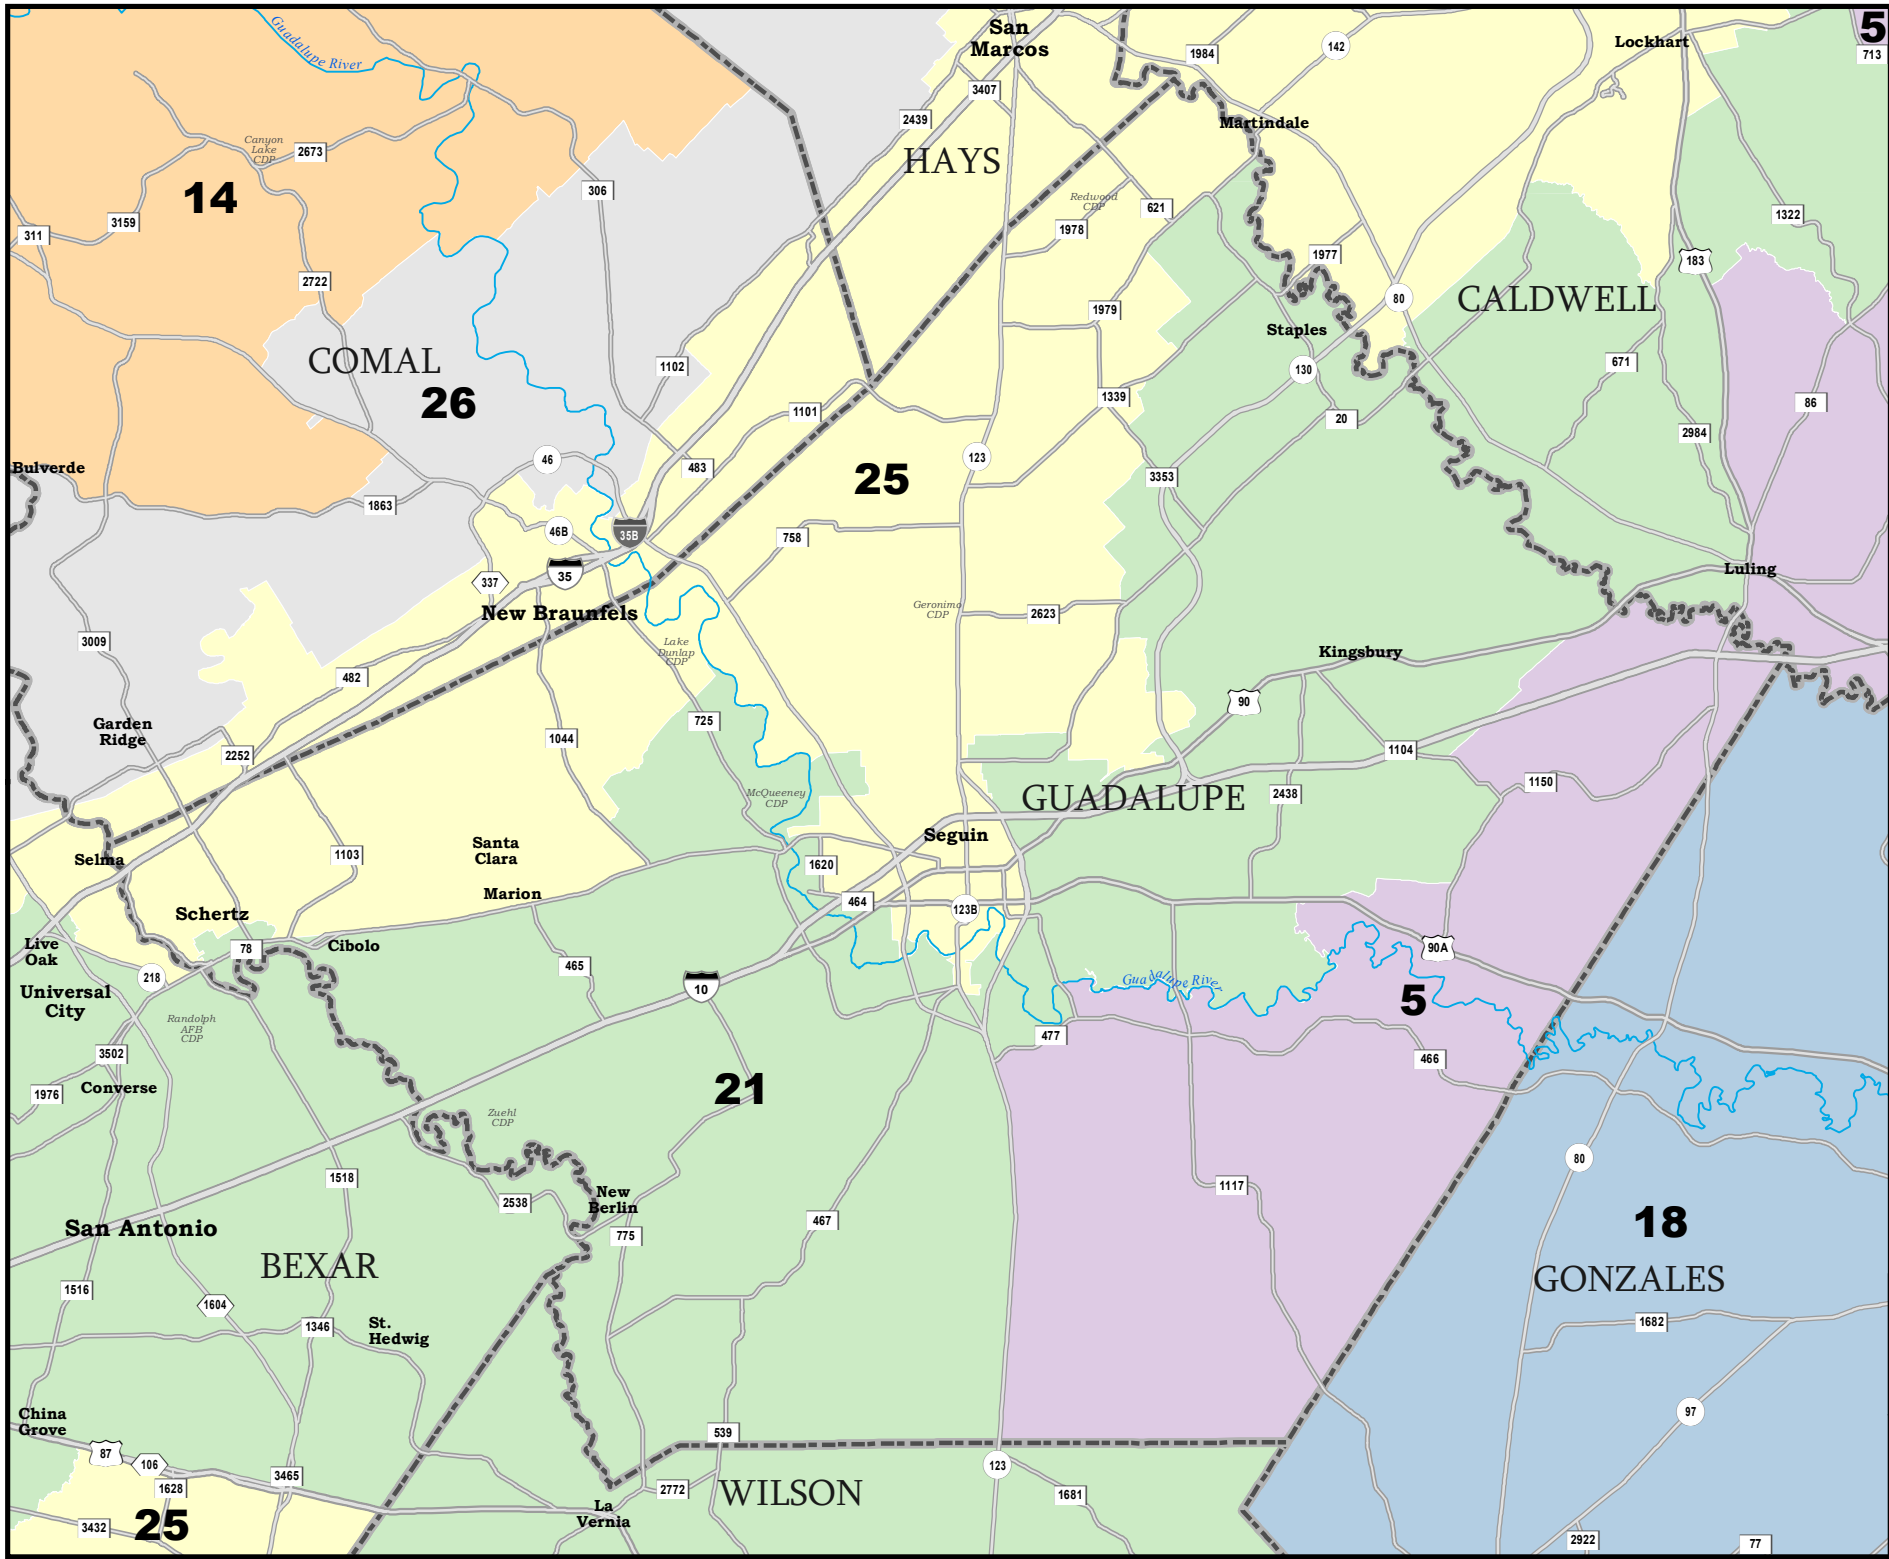 5
713
San
Marcos
Lockhart
1984
142
Guadalupe River
3407
2439
HAYS
Martindale
Canyon
Lake
CDP
2673
14
306
3159
311
Redwood
CDP
621
1978
1322
2722
1977
183
80
CALDWELL
1979
Staples
COMAL
26
1102
130
671
1339
86
1101
20
2984
Bulverde
46
483
25
123
3353
1863
46B
35B
758
35
337
Luling
New Braunfels
Geronimo
CDP
2623
3009
Lake
Dunlap
CDP
Kingsbury
482
90
Garden
Ridge
725
1044
2252
1104
1150
McQueeney
CDP
GUADALUPE
2438
Seguin
Selma
Santa
Clara
1103
1620
Marion
464
123B
Schertz
78
Cibolo
Live
Oak
90A
218
465
10
Guadalupe River
Universal
City
5
Randolph
AFB
CDP
477
3502
466
Converse
1976
21
Zuehl
CDP
80
1518
2538
New
Berlin
1117
San Antonio
775
467
18
BEXAR
GONZALES
1516
1604
1346
St.
Hedwig
1682
China
Grove
97
87
106
539
123
1628
3465
2772
WILSON
1681
La
Vernia
3432
25
2922
77